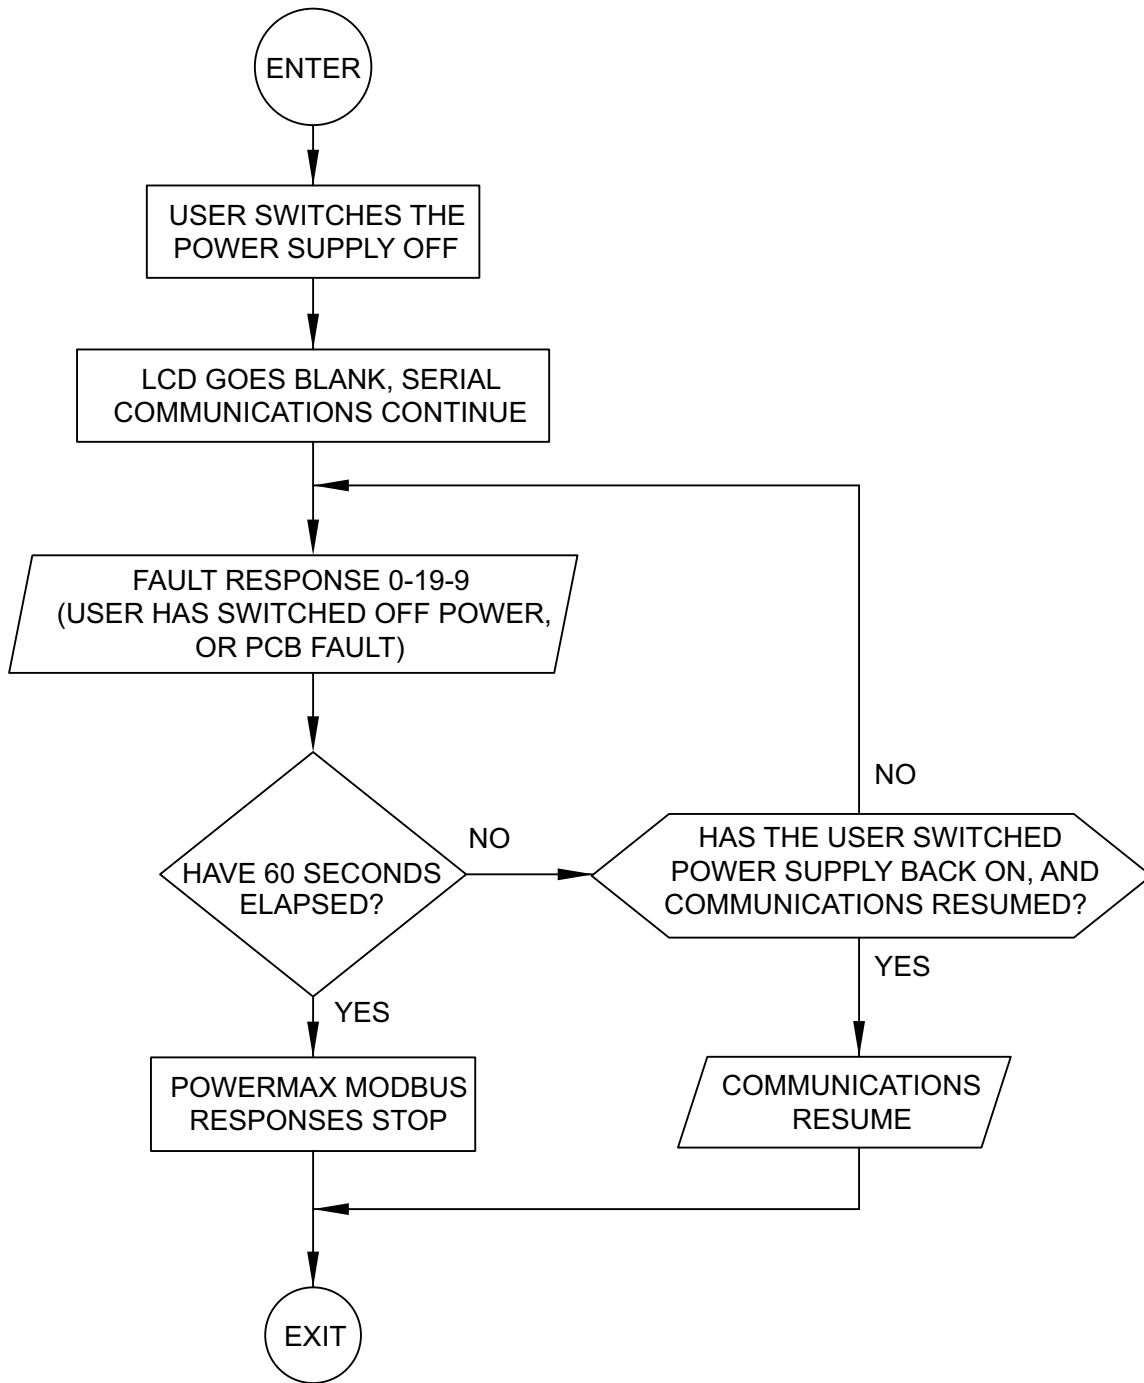 ENTER
USER SWITCHES THE
POWER SUPPLY OFF
LCD GOES BLANK, SERIAL
COMMUNICATIONS CONTINUE
FAULT RESPONSE 0-19-9
(USER HAS SWITCHED OFF POWER,
OR PCB FAULT)
HAVE 60 SECONDS
ELAPSED?
NO
HAS THE USER SWITCHED
POWER SUPPLY BACK ON, AND
COMMUNICATIONS RESUMED?
NO
YES
YES
POWERMAX MODBUS
RESPONSES STOP
COMMUNICATIONS
RESUME
EXIT